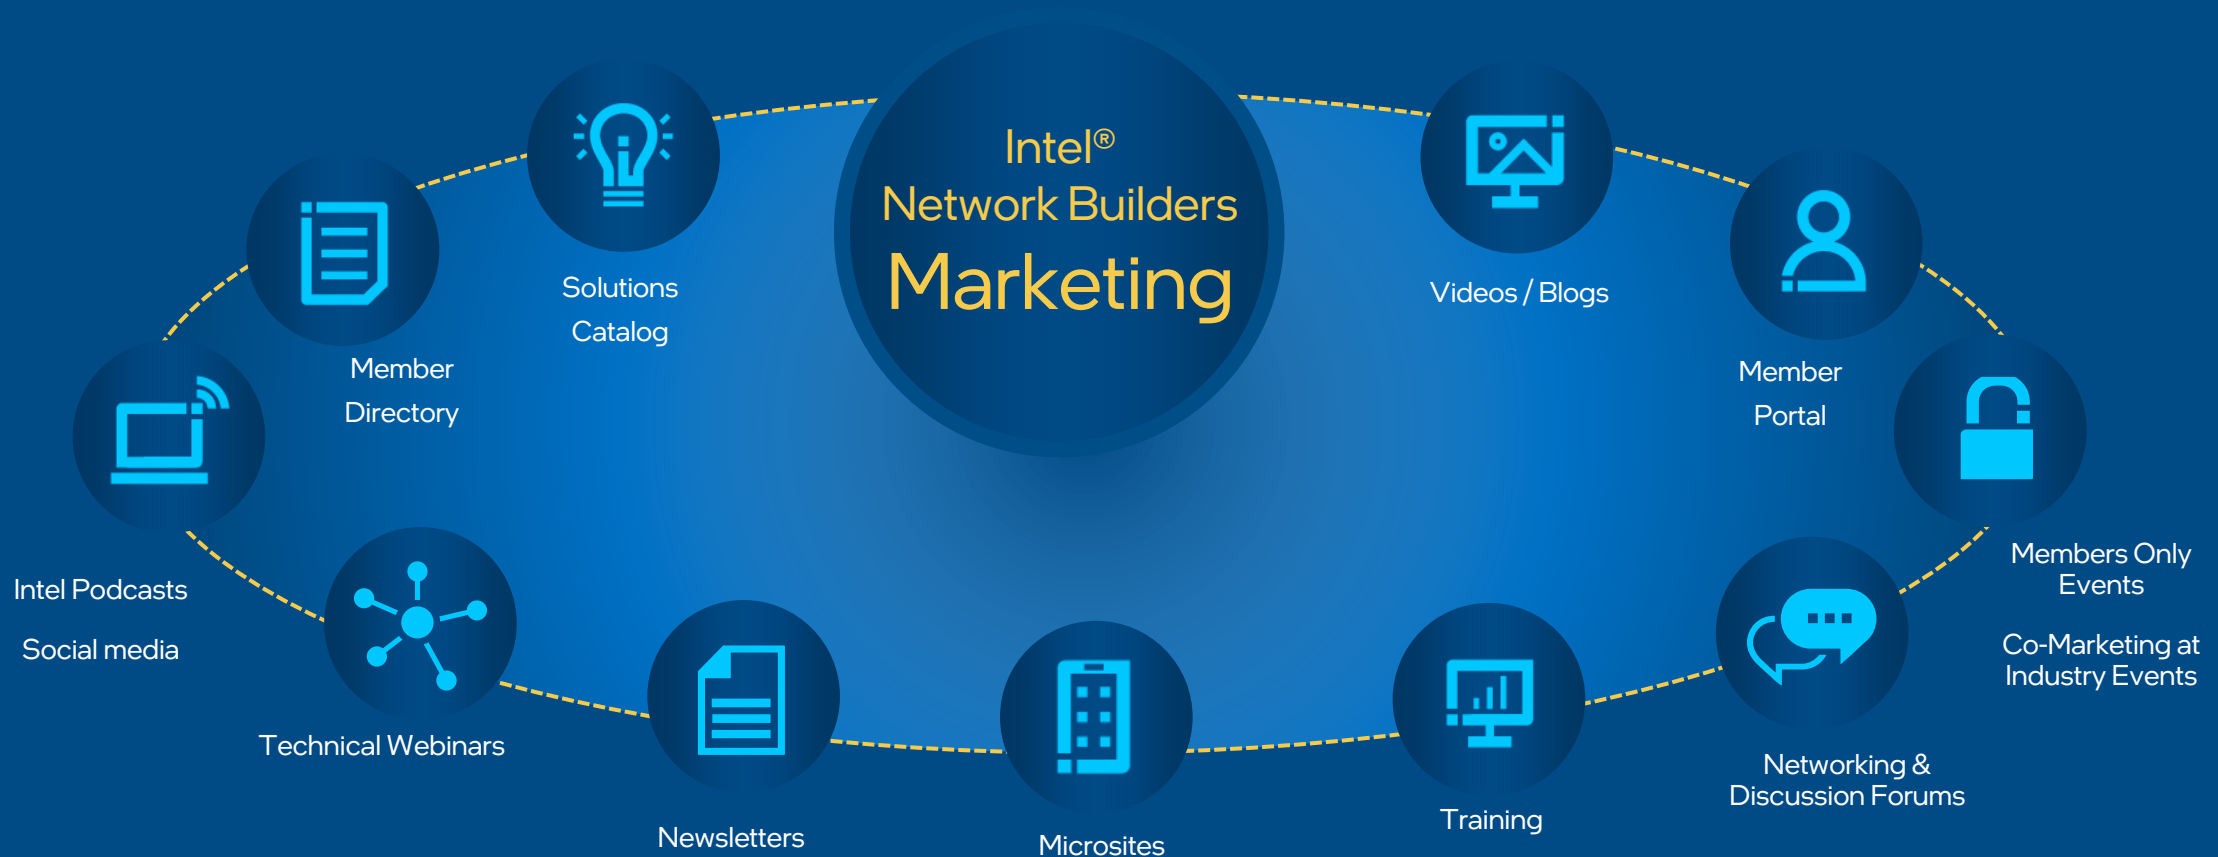 Intel®
Network Builders
Marketing
Solutions
Catalog
Videos / Blogs
Member
Directory
Member
Portal
Intel Podcasts
Social media
Members Only
Events
Co-Marketing at
Industry Events
Technical Webinars
Networking &
Discussion Forums
Newsletters
Microsites
Training